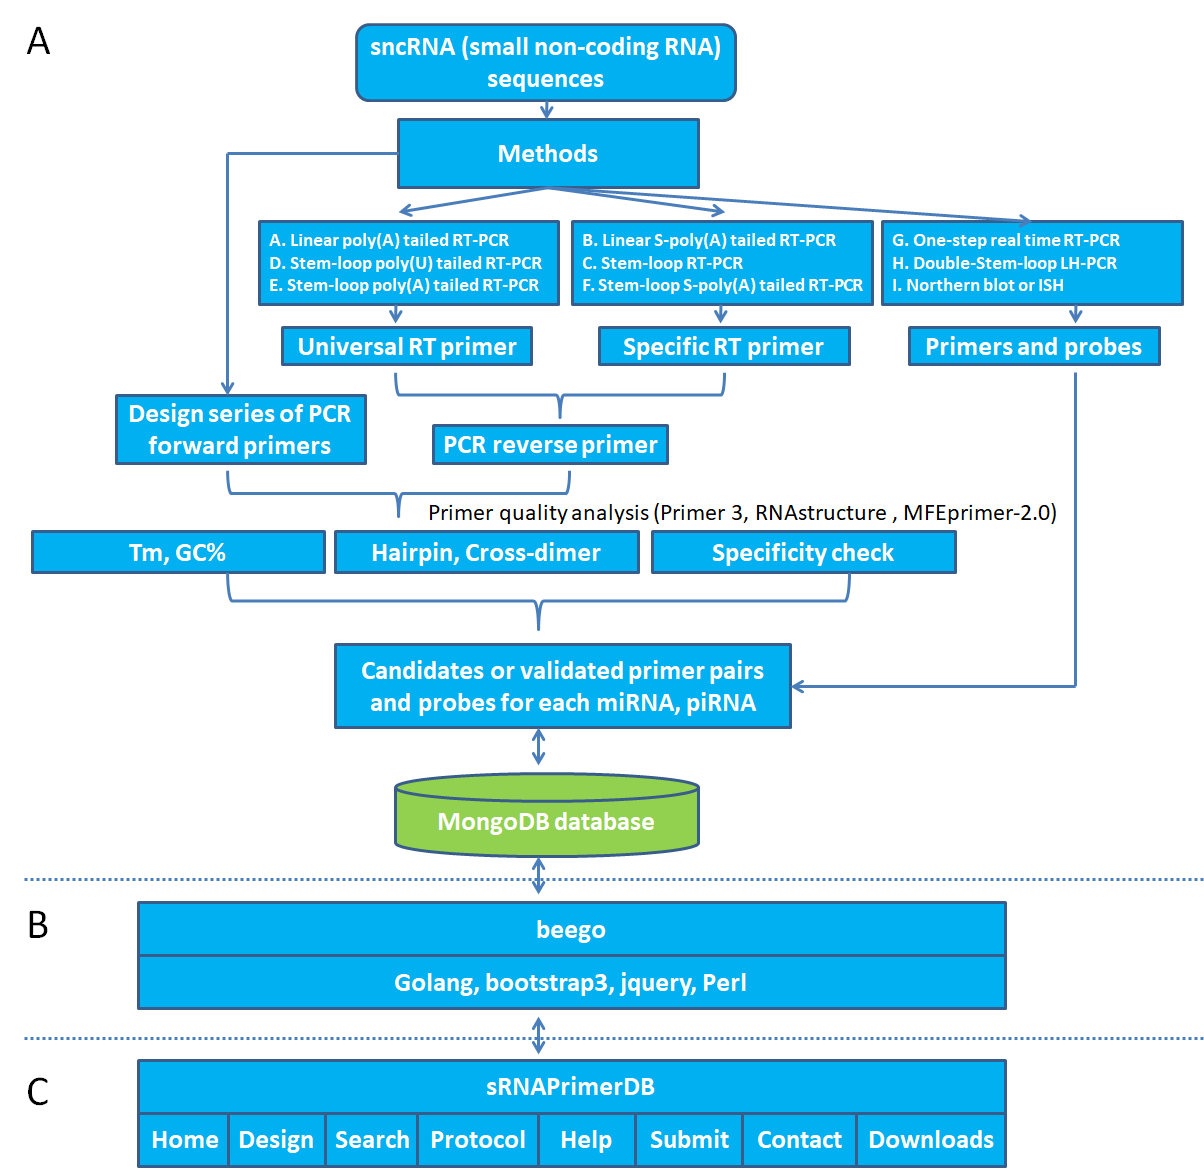 A
sncRNA (small non-coding RNA)
sequences
Methods
A. Linear poly(A) tailed RT-PCR
D. Stem-loop poly(U) tailed RT-PCR
E. Stem-loop poly(A) tailed RT-PCR
B. Linear S-poly(A) tailed RT-PCR
C. Stem-loop RT-PCR
F. Stem-loop S-poly(A) tailed RT-PCR
G. One-step real time RT-PCR
H. Double-Stem-loop LH-PCR
I. Northern blot or ISH
Universal RT primer
Specific RT primer
Primers and probes
Design series of PCR
forward primers
PCR reverse primer
Primer quality analysis (Primer 3, RNAstructure , MFEprimer-2.0)
Tm, GC%
Hairpin, Cross-dimer
Specificity check
Candidates or validated primer pairs
and probes for each miRNA, piRNA
MongoDB database
B
beego
Golang, bootstrap3, jquery, Perl
C
sRNAPrimerDB
Home
Design
Search
Protocol
Help
Submit
Contact
Downloads